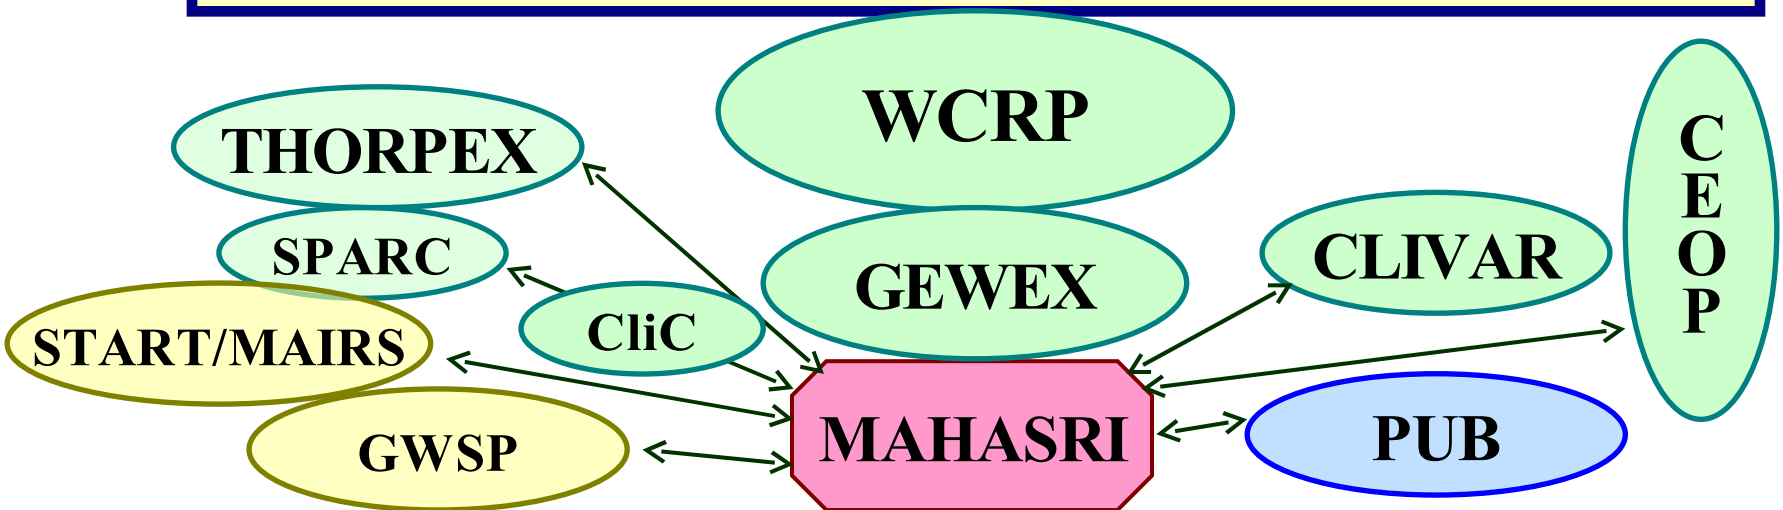 WCRP
THORPEX
CEOP
SPARC
CLIVAR
GEWEX
CliC
START/MAIRS
MAHASRI
PUB
GWSP